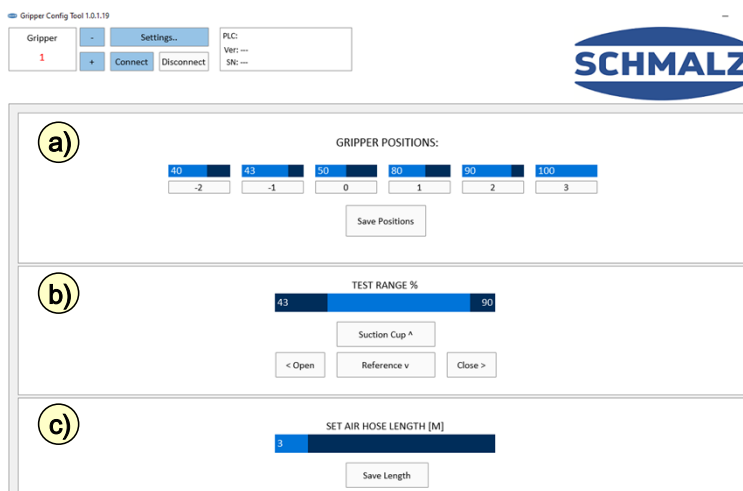 Gripper Config Tool 1.0.1.19
Gripper
1
-
+
Settings..
Connect
Disconnect
PLC:
Ver: ---
SN: ---
SCHMALZ
a)
GRIPPER POSITIONS:
40 43 50 80 90 100
-2 -1 0 1 2 3
Save Positions
b)
TEST RANGE %
43 90
Suction Cup ^
< Open Reference v Close >
c)
SET AIR HOSE LENGTH [M]
3
Save Length